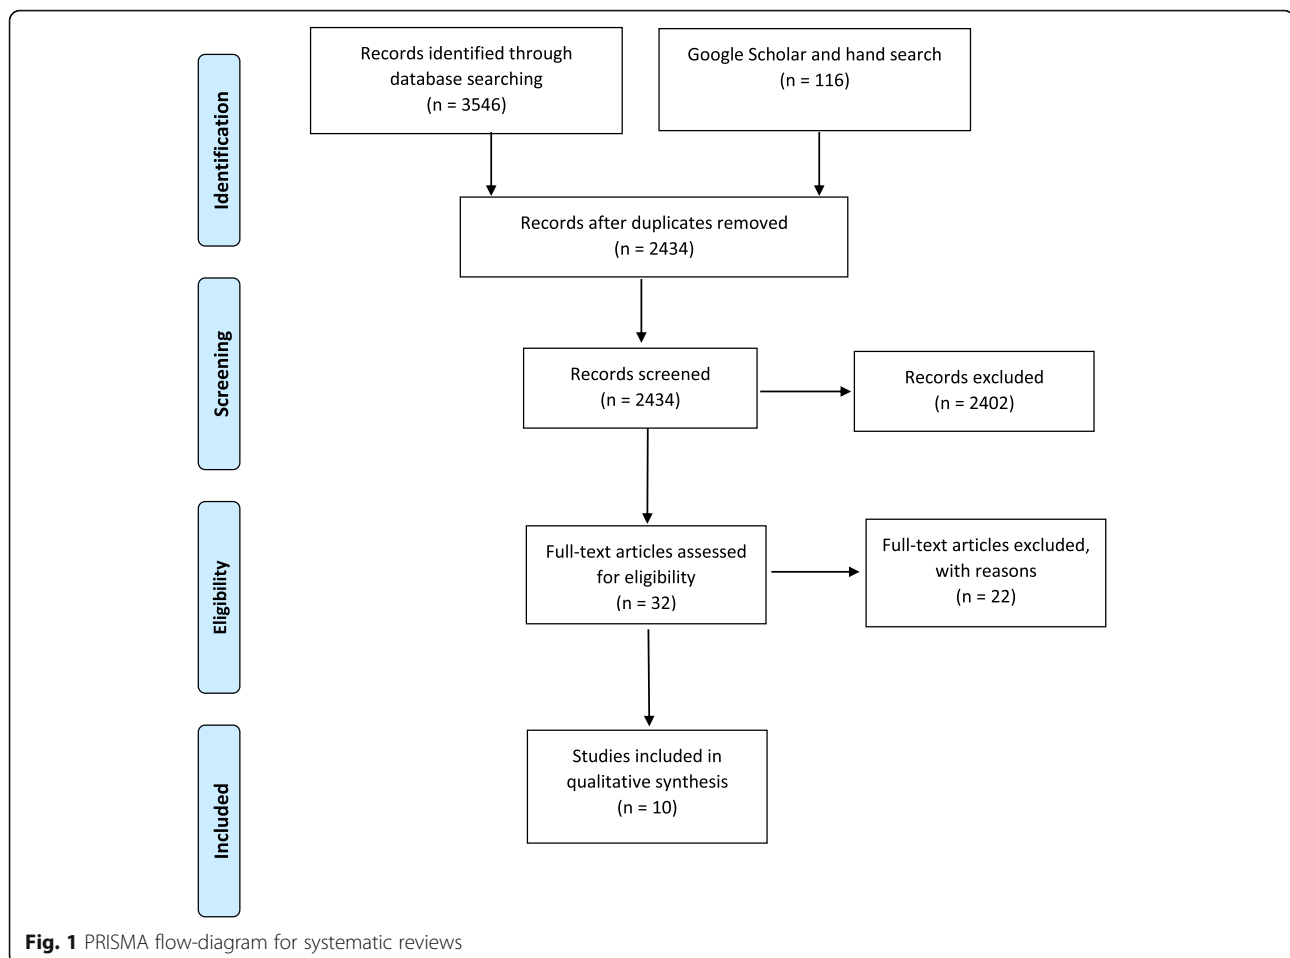 Identification
Records identified through
database searching
(n = 3546)
Google Scholar and hand search
(n = 116)
Records after duplicates removed
(n = 2434)
Screening
Records screened
(n = 2434)
Records excluded
(n = 2402)
Eligibility
Full-text articles assessed
for eligibility
(n = 32)
Full-text articles excluded,
with reasons
(n = 22)
Included
Studies included in
qualitative synthesis
(n = 10)
Fig. 1 PRISMA flow-diagram for systematic reviews